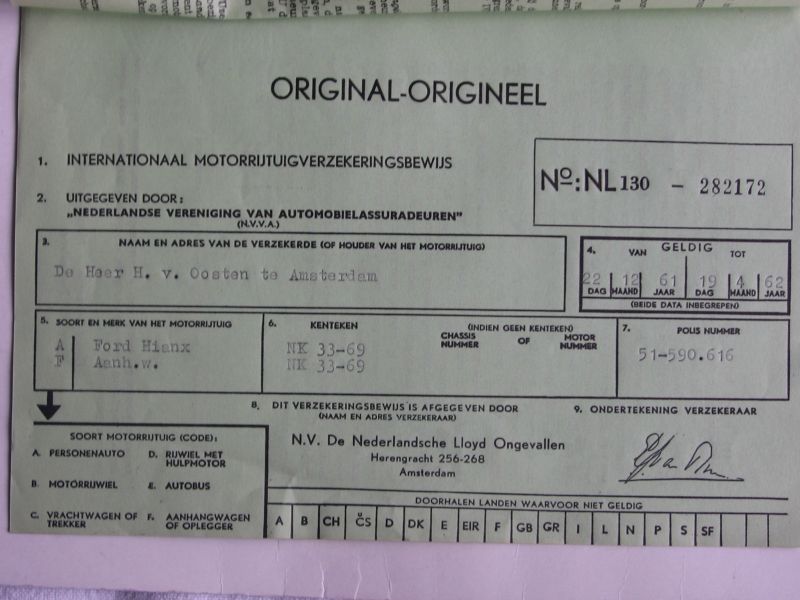 ORIGINAL-ORIGINEEL
1. INTERNATIONAAL MOTORRIJTUIGVERZEKERINGSBEWIJS
Nº: NL 130 - 282172
2. UITGEGEVEN DOOR:
„NEDERLANDSE VERENIGING VAN AUTOMOBIELASSURADEUREN"
(N.V.V.A.)
3. NAAM EN ADRES VAN DE VERZEKERDE (OF HOUDER VAN HET MOTORRIJTUIG)
De Heer H. v. Oosten te Amsterdam
4. GELDIG
VAN TOT
22 12 61 19 4 62
DAG MAAND JAAR DAG MAAND JAAR
(BEIDE DATA INBEGREPEN)
5. SOORT EN MERK VAN HET MOTORRIJTUIG
A Ford Hianx
F Aanh.w.
6. KENTEKEN (INDIEN GEEN KENTEKEN)
CHASSIS NUMMER OF MOTOR NUMMER
NK 33-69
NK 33-69
7. POLIS NUMMER
51-590.616
8. DIT VERZEKERINGSBEWIJS IS AFGEGEVEN DOOR
(NAAM EN ADRES VERZEKERAAR)
N.V. De Nederlandsche Lloyd Ongevallen
Herengracht 256-268
Amsterdam
9. ONDERTEKENING VERZEKERAAR
SOORT MOTORRIJTUIG (CODE):
A. PERSONENAUTO D. RIJWIEL MET HULPMOTOR
B. MOTORRIJWIEL E. AUTOBUS
C. VRACHTWAGEN OF TREKKER F. AANHANGWAGEN OF OPLEGGER
DOORHALEN LANDEN WAARVOOR NIET GELDIG
A B CH ČS D DK E EIR F GB GR I L N P S SF